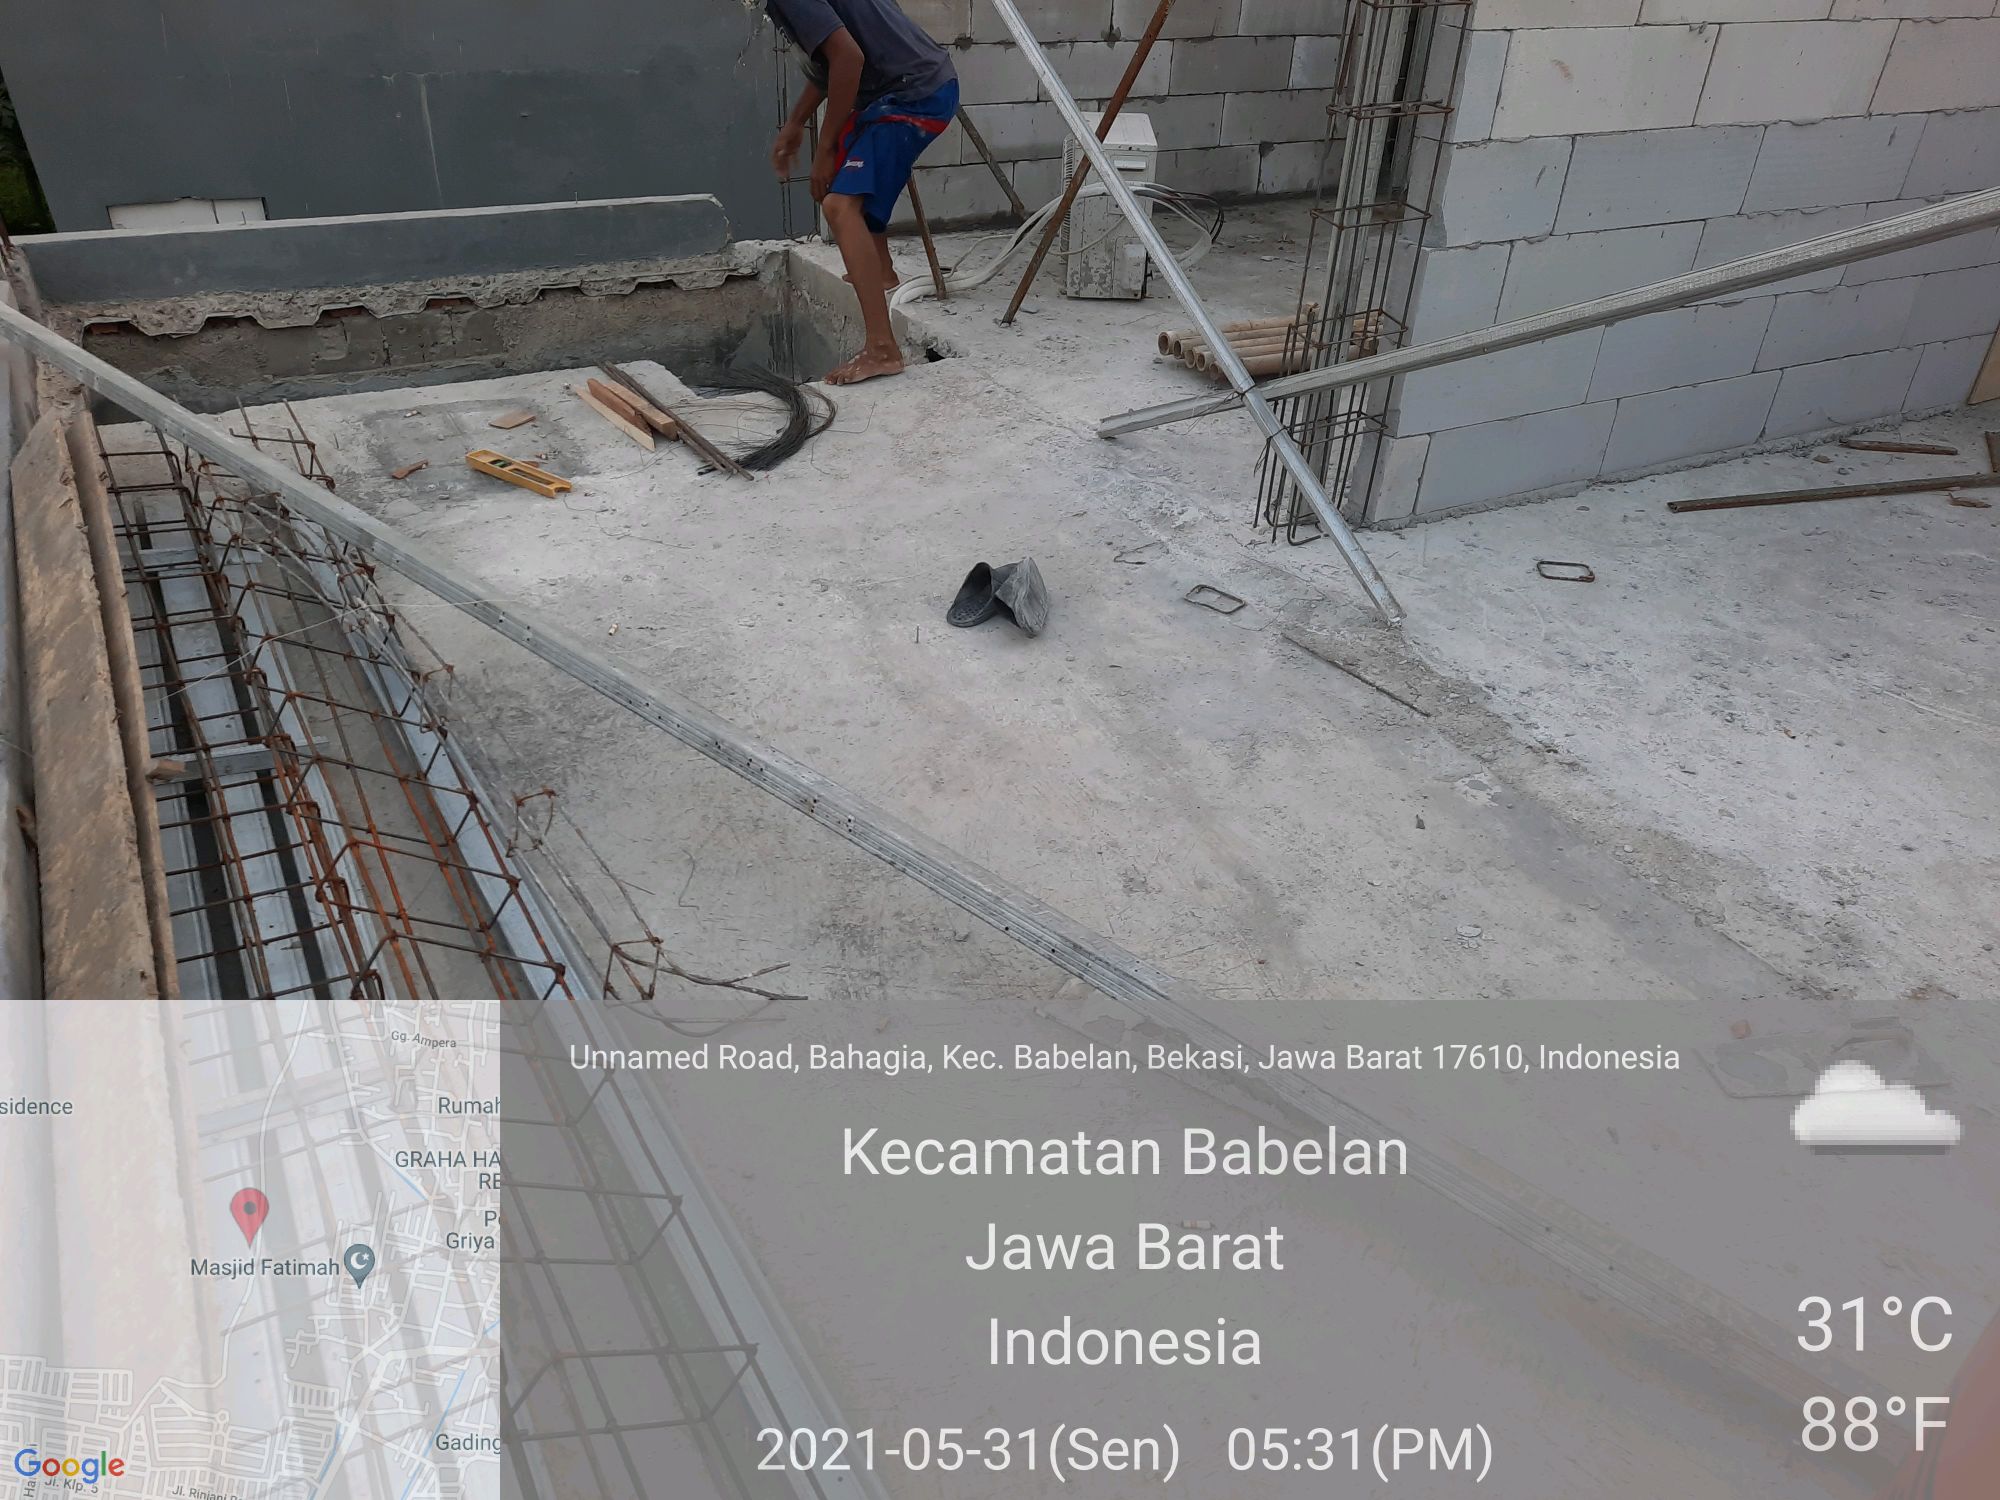 Unnamed Road, Bahagia, Kec. Babelan, Bekasi, Jawa Barat 17610, Indonesia
Kecamatan Babelan
Jawa Barat
Indonesia
2021-05-31(Sen) 05:31(PM)
31°C
88°F
Gg. Ampera
sidence
Rumah
GRAHA HA
RE
Griya
Masjid Fatimah
Gading
Google
Jl. Klp. 5
Jl. Rinjani